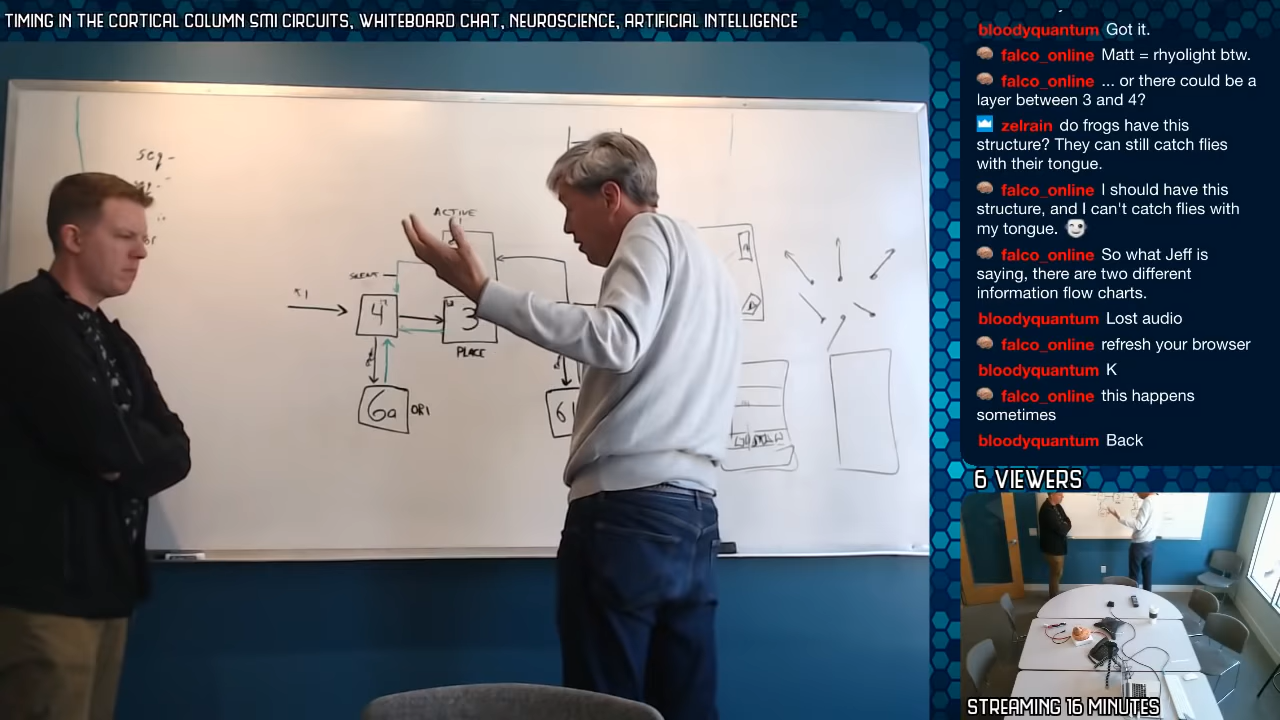 TIMING IN THE CORTICAL COLUMN SMI CIRCUITS, WHITEBOARD CHAT, NEUROSCIENCE, ARTIFICIAL INTELLIGENCE
bloodyquantum Got it.
falco_online Matt = rhyolight btw.
falco_online ... or there could be a
layer between 3 and 4?
zelrain do frogs have this
structure? They can still catch flies
with their tongue.
falco_online I should have this
structure, and I can't catch flies with
my tongue.
falco_online So what Jeff is
saying, there are two different
information flow charts.
bloodyquantum Lost audio
falco_online refresh your browser
bloodyquantum K
falco_online this happens
sometimes
bloodyquantum Back
6 VIEWERS
STREAMING 16 MINUTES
seq-
ACTIVE
4
3
PLACE
6a
OR1